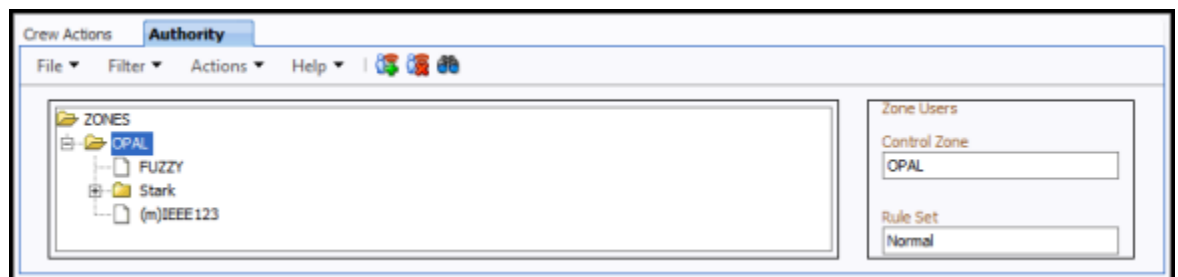 Crew Actions Authority
File Filter Actions Help
ZONES
OPAL
FUZZY
Stark
(m)IEEE123
Zone Users
Control Zone
OPAL
Rule Set
Normal